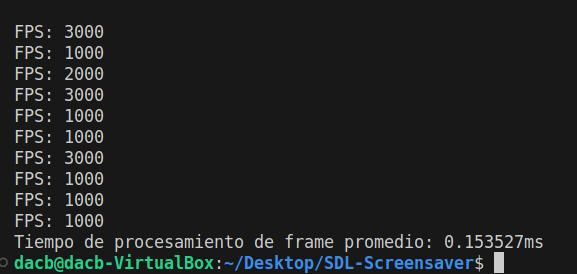 FPS: 3000
FPS: 1000
FPS: 2000
FPS: 3000
FPS: 1000
FPS: 1000
FPS: 3000
FPS: 1000
FPS: 1000
FPS: 1000
Tiempo de procesamiento de frame promedio: 0.153527ms
dacb@dacb-VirtualBox:~/Desktop/SDL-Screensaver$